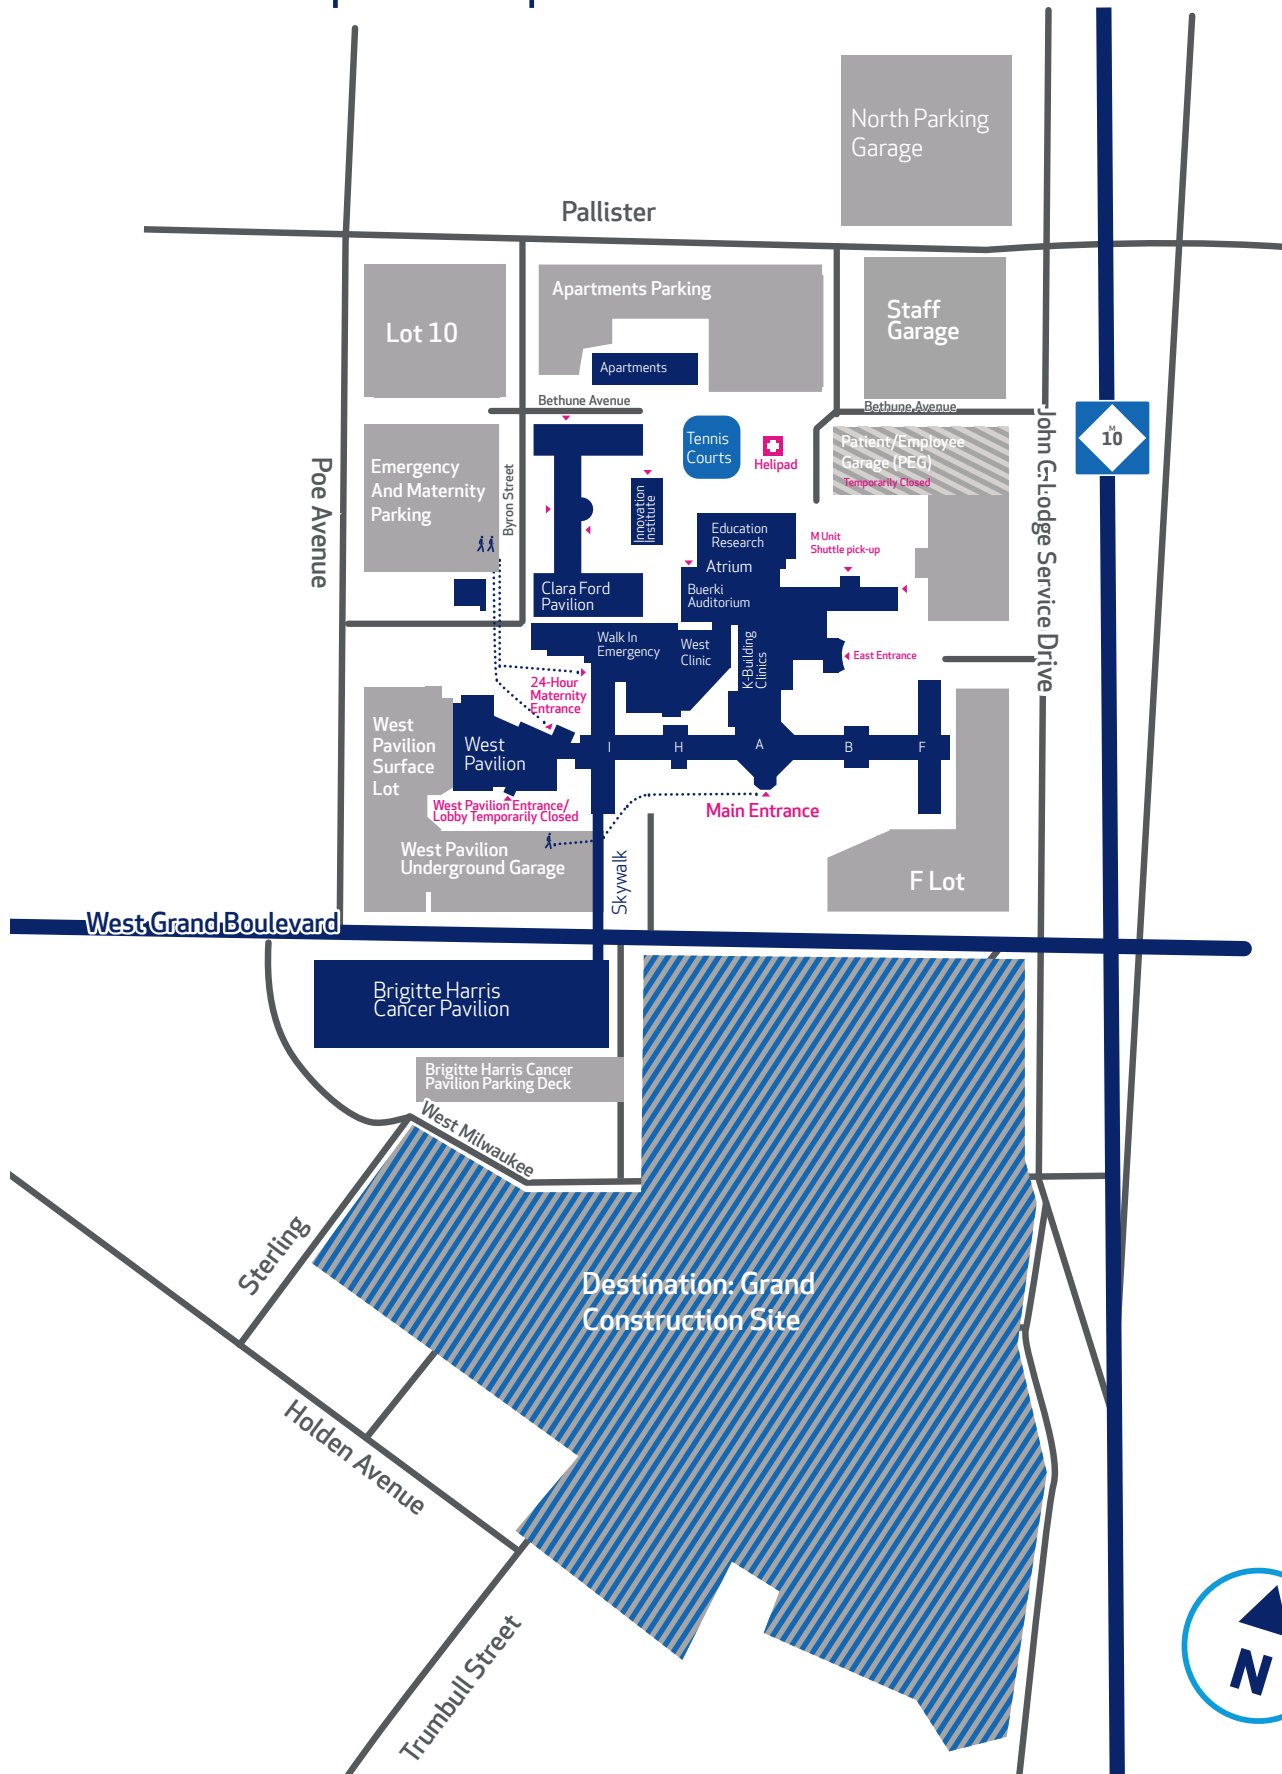 North Parking
Garage
Pallister
Apartments Parking
Lot 10
Staff
Garage
Apartments
Bethune Avenue
Bethune Avenue
M
10
Tennis
Courts
Helipad
Patient/Employee
Garage (PEG)
Temporarily Closed
Poe Avenue
Emergency
And Maternity
Parking
Byron Street
Innovation
Institute
John C. Lodge Service Drive
Education
Research
Atrium
M Unit
Shuttle pick-up
Clara Ford
Pavilion
Buerki
Auditorium
Walk In
Emergency
West
Clinic
K-Building
Clinics
East Entrance
24-Hour
Maternity
Entrance
West
Pavilion
Surface
Lot
West
Pavilion
I
H
A
B
F
West Pavilion Entrance/
Lobby Temporarily Closed
Main Entrance
West Pavilion
Underground Garage
Skywalk
F Lot
West Grand Boulevard
Brigitte Harris
Cancer Pavilion
Brigitte Harris Cancer
Pavilion Parking Deck
West Milwaukee
Sterling
Destination: Grand
Construction Site
Holden Avenue
Trumbull Street
N